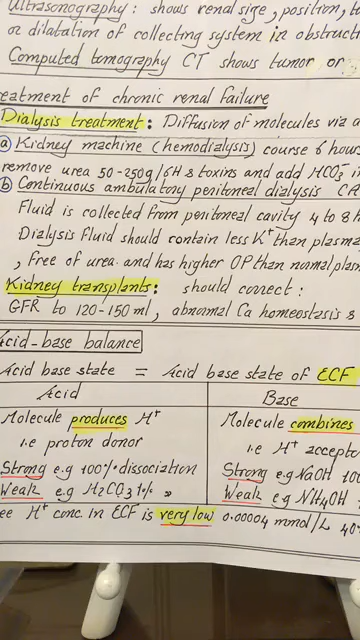 Ultrasonography: shows renal size, position,
or dilatation of collecting system in obstructi
Computed tomography CT shows tumor or
eatment of chronic renal failure
Dialysis treatment: Diffusion of molecules via a
a Kidney machine (hemodialysis) course 6 hours
remove urea 50-250g/6H & toxins and add HCO3- in
b Continuous ambulatory peritoneal dialysis CA
Fluid is collected from peritoneal cavity 4 to 8
Dialysis Fluid should contain less K+ than plasma
, Free of urea and has higher OP than normal plasm
Kidney transplants: should correct:
GFR to 120-150 ml, abnormal Ca homeostasis &
Acid-base balance
Acid base state = Acid base state of ECF
Acid Base
Molecule produces H+ Molecule combines
i.e proton donor i.e H+ accepto
Strong e.g 100% dissociation Strong e.g NaOH 100
Weak e.g H2CO3 1% » Weak e.g NH4OH
ee H+ conc. in ECF is very low 0.00004 mmol/L 40